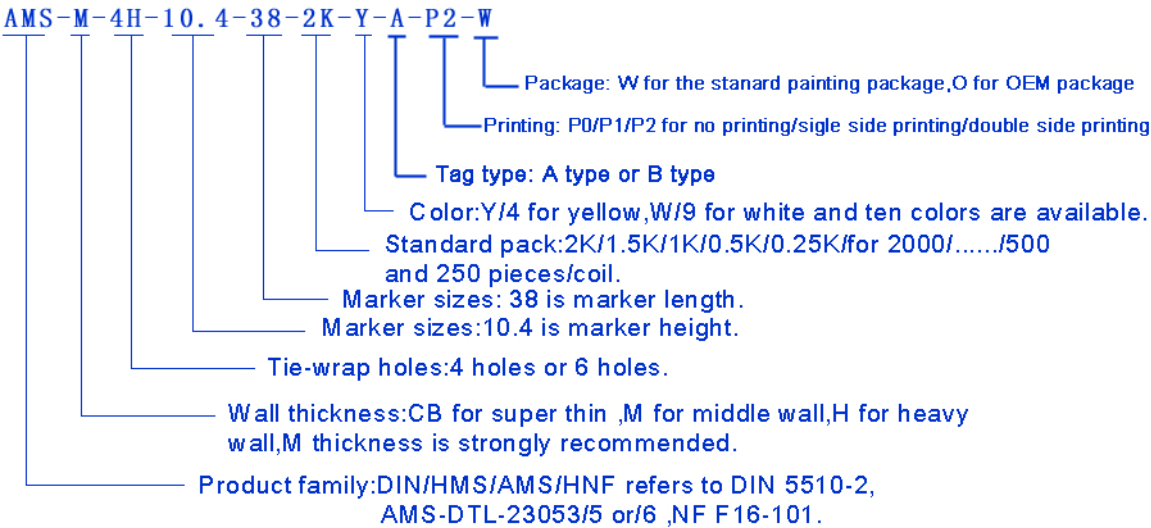 AMS-M-4H-10.4-38-2K-Y-A-P2-W
Package: W for the stanard painting package,O for OEM package
Printing: P0/P1/P2 for no printing/sigle side printing/double side printing
Tag type: A type or B type
Color:Y/4 for yellow,W/9 for white and ten colors are available.
Standard pack:2K/1.5K/1K/0.5K/0.25K/for 2000/....../500
and 250 pieces/coil.
Marker sizes: 38 is marker length.
Marker sizes:10.4 is marker height.
Tie-wrap holes:4 holes or 6 holes.
Wall thickness:CB for super thin ,M for middle wall,H for heavy
wall,M thickness is strongly recommended.
Product family:DIN/HMS/AMS/HNF refers to DIN 5510-2,
AMS-DTL-23053/5 or/6 ,NF F16-101.